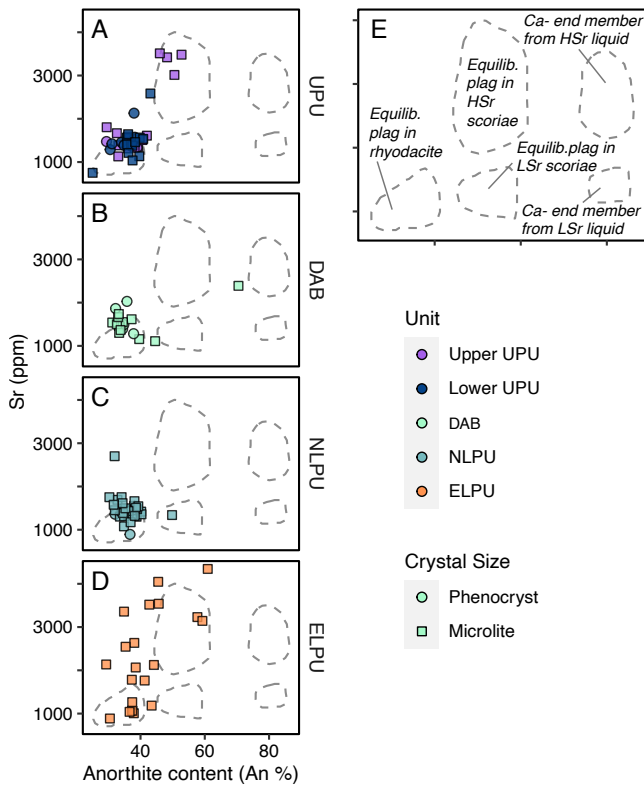 A
3000
1000
UPU
B
3000
1000
DAB
C
3000
1000
NLPU
D
3000
1000
ELPU
40
60
80
Sr (ppm)
Anorthite content (An %)
E
Ca- end member
from HSr liquid
Equilib.
plag in
HSr
scoriae
Equilib.
plag in
rhyodacite
Equilib.plag in
LSr scoriae
Ca- end member
from LSr liquid
Unit
Upper UPU
Lower UPU
DAB
NLPU
ELPU
Crystal Size
Phenocryst
Microlite